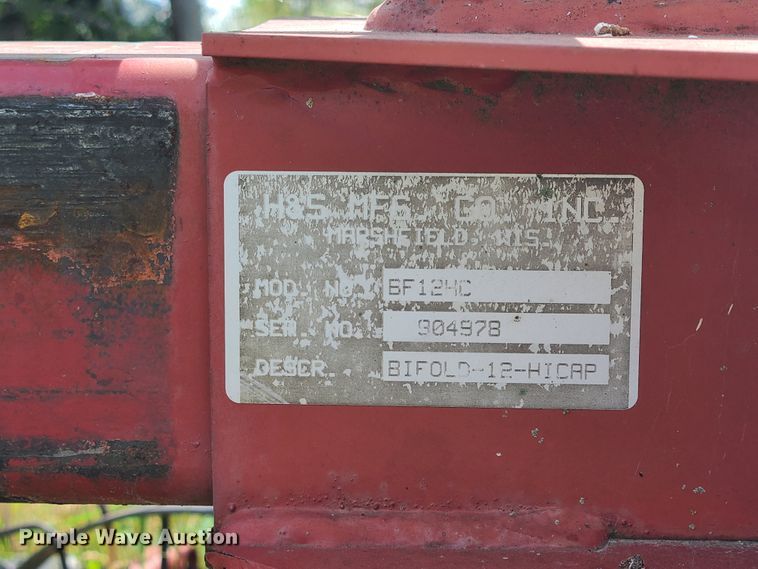 H&S MFG. CO. INC.
MARSHFIELD, WIS.
MOD. NO. BF12HC
SER. NO. 904978
DESCR. BIFOLD-12-HICAP
Purple Wave Auction